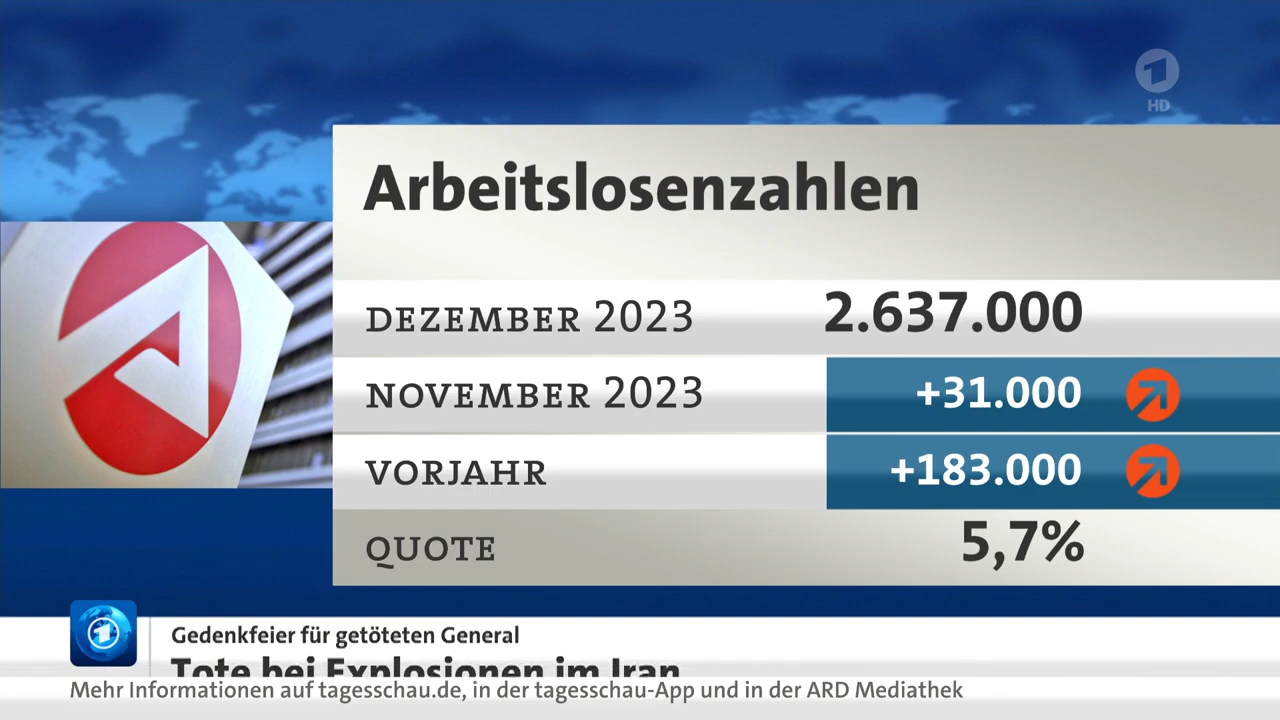 HD
Arbeitslosenzahlen
DEZEMBER 2023 2.637.000
NOVEMBER 2023 +31.000
VORJAHR +183.000
QUOTE 5,7%
Gedenkfeier für getöteten General
Tote bei Explosionen im Iran
Mehr Informationen auf tagesschau.de, in der tagesschau-App und in der ARD Mediathek